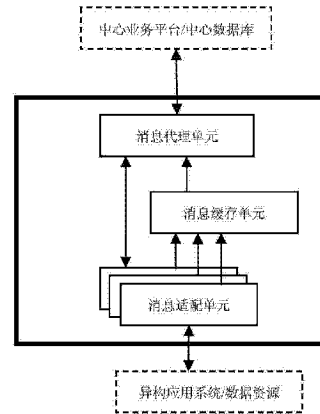 中心业务平台/中心数据库
消息代理单元
消息缓存单元
消息适配单元
异构应用系统/数据资源